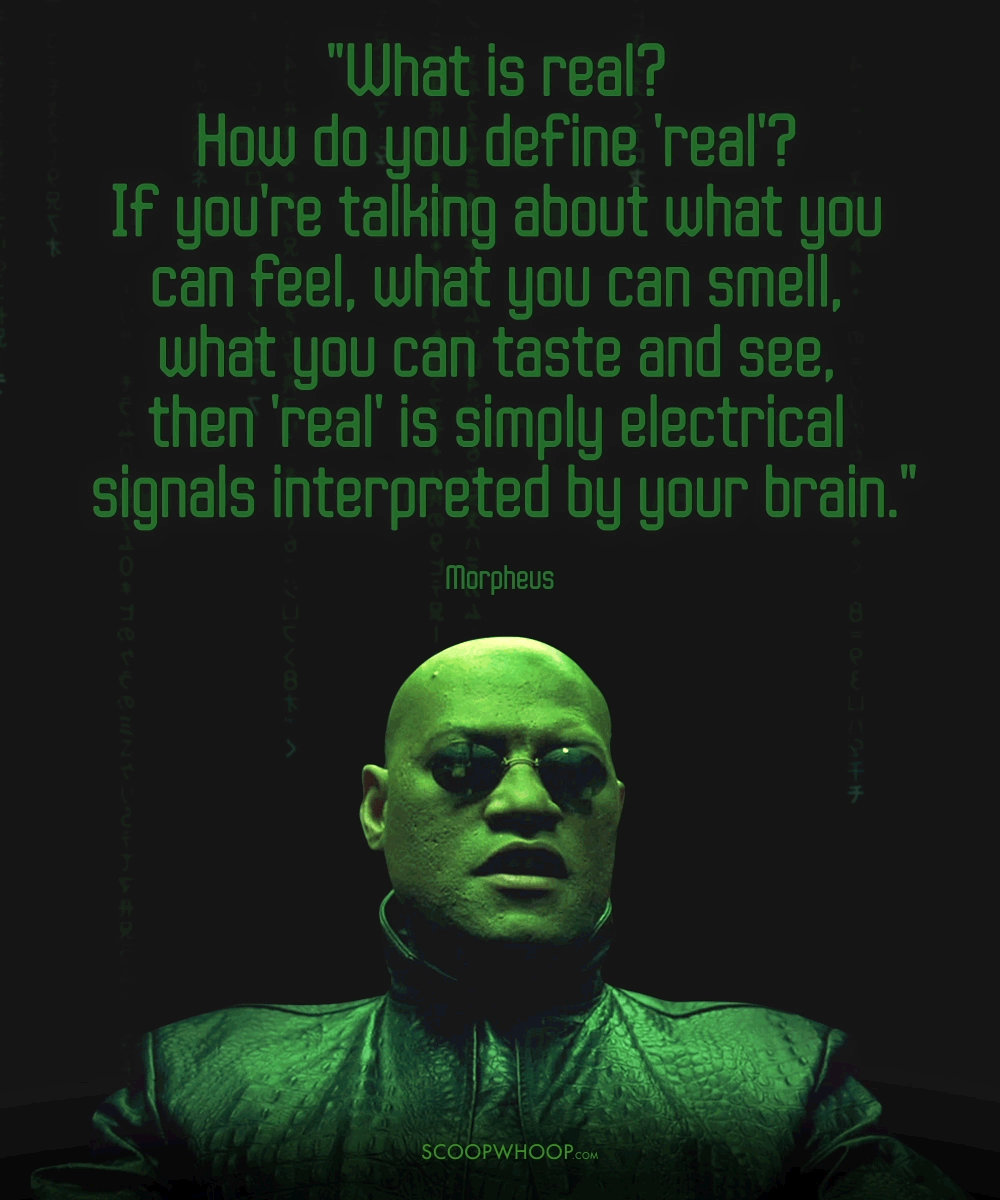 "What is real?
How do you define 'real'?
If you're talking about what you
can feel, what you can smell,
what you can taste and see,
then 'real' is simply electrical
signals interpreted by your brain."
Morpheus
SCOOPWHOOP.COM